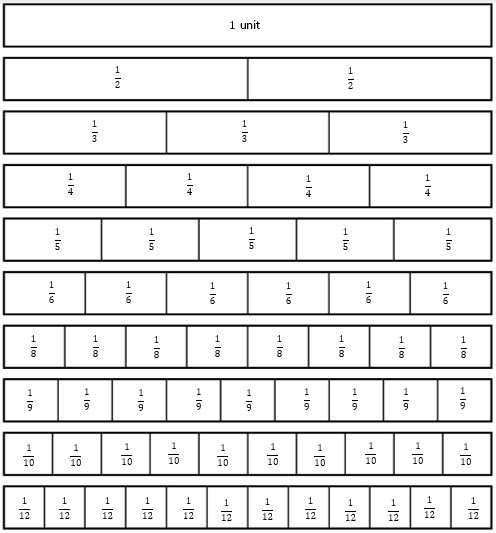 1 unit
1/2 1/2
1/3 1/3 1/3
1/4 1/4 1/4 1/4
1/5 1/5 1/5 1/5 1/5
1/6 1/6 1/6 1/6 1/6 1/6
1/8 1/8 1/8 1/8 1/8 1/8 1/8 1/8
1/9 1/9 1/9 1/9 1/9 1/9 1/9 1/9 1/9
1/10 1/10 1/10 1/10 1/10 1/10 1/10 1/10 1/10 1/10
1/12 1/12 1/12 1/12 1/12 1/12 1/12 1/12 1/12 1/12 1/12 1/12